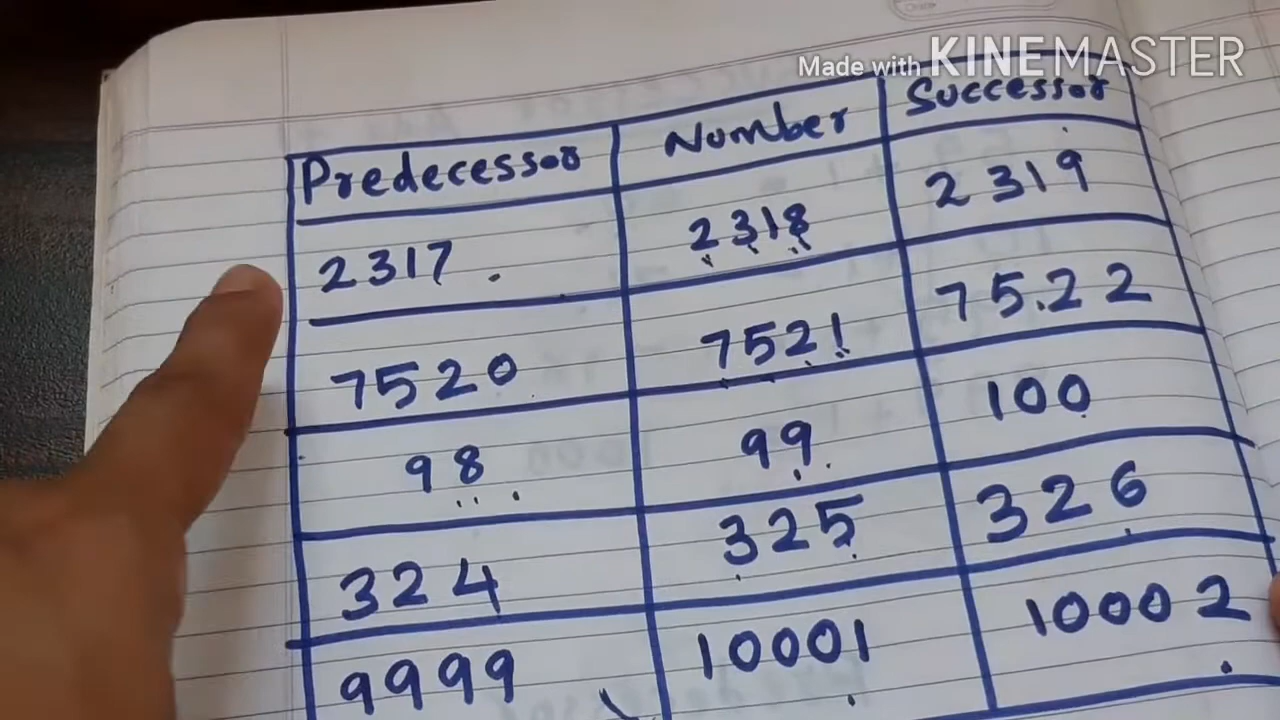 Made with KINEMASTER
Predecessor Number Successor
2317 2318 2319
7520 7521 7522
98 99 100
324 325 326
9999 10001 10002